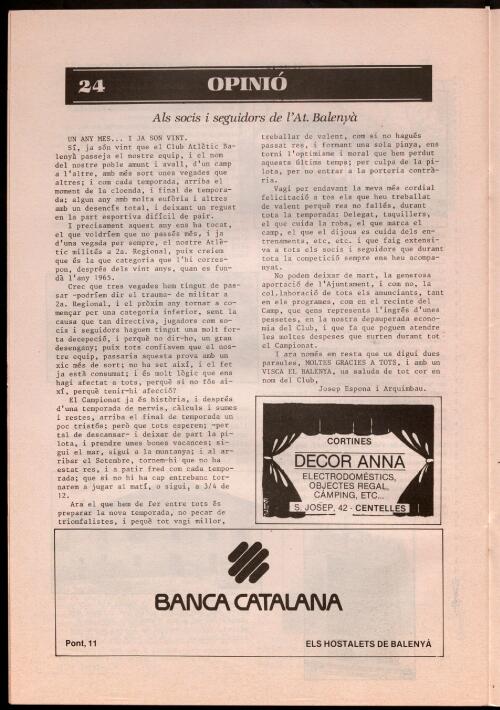 24
OPINIÓ
Als socis i seguidors de l'At. Balenyà
UN ANY MES... I JA SON VINT.
Sí, ja són vint que el Club Atlètic Ba-
lenyà passeja el nostre equip, i el nom
del nostre poble amunt i avall, d'un camp
a l'altre, amb més sort unes vegades que
altres; i com cada temporada, arriba el
moment de la cloenda, i final de tempora-
da; algun any amb molta eufòria i altres
amb un desencís total, i deixant un regust
en la part esportiva difícil de pair.
I precisament aquest any ens ha tocat,
el que voldríem que no passés més, i ja
d'una vegada per sempre, el nostre Atlè-
tic milités a 2a. Regional, puix creiem
que és la que categoria que l'hi corres-
pon, després dels vint anys, quan es fun-
dà l'any 1965.
Crec que tres vegades hem tingut de pas-
sar -podríem dir el trauma- de militar a
2a. Regional, i el pròxim any tornar a co-
mençar per una categoria inferior, sent la
causa que tan directiva, jugadors com so-
cis i seguidors haguem tingut una molt for-
ta decepció, i perquè no dir-ho, un gran
desengany; puix tots confiàvem que el nos-
tre equip, passaria aquesta prova amb un
xic més de sort; no ha set així, i el fet
ja està consumat; i és molt lògic que ens
hagi afectat a tots, perquè si no fós ai-
xí, perquè tenir-hi afecció?
El Campionat ja és història, i després
d'una temporada de nervis, càlculs i sumes
i restes, arriba el final de temporada un
poc tristós; però que tots esperem; -per
tal de descansar- i deixar de part la pi-
lota, i prendre unes bones vacances; si-
gui el mar, sigui a la muntanya; i al ar-
ribar el Setembre, tornem-hi que no ha
estat res, i a patir fred com cada tempo-
rada; que si no hi ha cap entrebanc tor-
narem a jugar al matí, o sigui, a 3/4 de
12.
Ara el que hem de fer entre tots és
preparar la nova temporada, no pecar de
triomfalistes, i pequè tot vagi millor,
treballar de valent, com si no hagués
passat res, i formant una sola pinya, ens
torni l'optimisme i moral que hem perdut
aquests últims temps; per culpa de la pi-
lota, per no entrar a la porteria contrà-
ria.
Vagi per endavant la meva més cordial
felicitació a tos els que heu treballat
de valent perquè res no fallés, durant
tota la temporada: Delegat, taquillers,
el que cuida la roba, el que marca el
camp, el que el dijous es cuida dels en-
trenaments, etc, etc. i que faig extensi-
va a tots els socis i seguidors que durant
tota la competició sempre ens heu acompa-
nyat.
No podem deixar de mart, la generosa
aportació de l'Ajuntament, i com no, la
col.laboració de tots els anunciants, tant
en els programes, com en el recinte del
Camp, que qens representa l'ingrés d'unes
pessetes, en la nostra depauperada econo-
mia del Club, i que fa que poguem atendre
les moltes despeses que surten durant tot
el Campionat.
I ara només em resta que us digui dues
paraules, MOLTES GRACIES A TOTS, i amb un
VISCA EL BALENYA, us saluda de tot cor en
nom del Club,
Josep Espona i Arquimbau.
CORTINES
DECOR ANNA
ELECTRODOMÈSTICS,
OBJECTES REGAL,
CÀMPING, ETC...
S. JOSEP, 42 - CENTELLES
BANCA CATALANA
Pont, 11
ELS HOSTALETS DE BALENYÀ